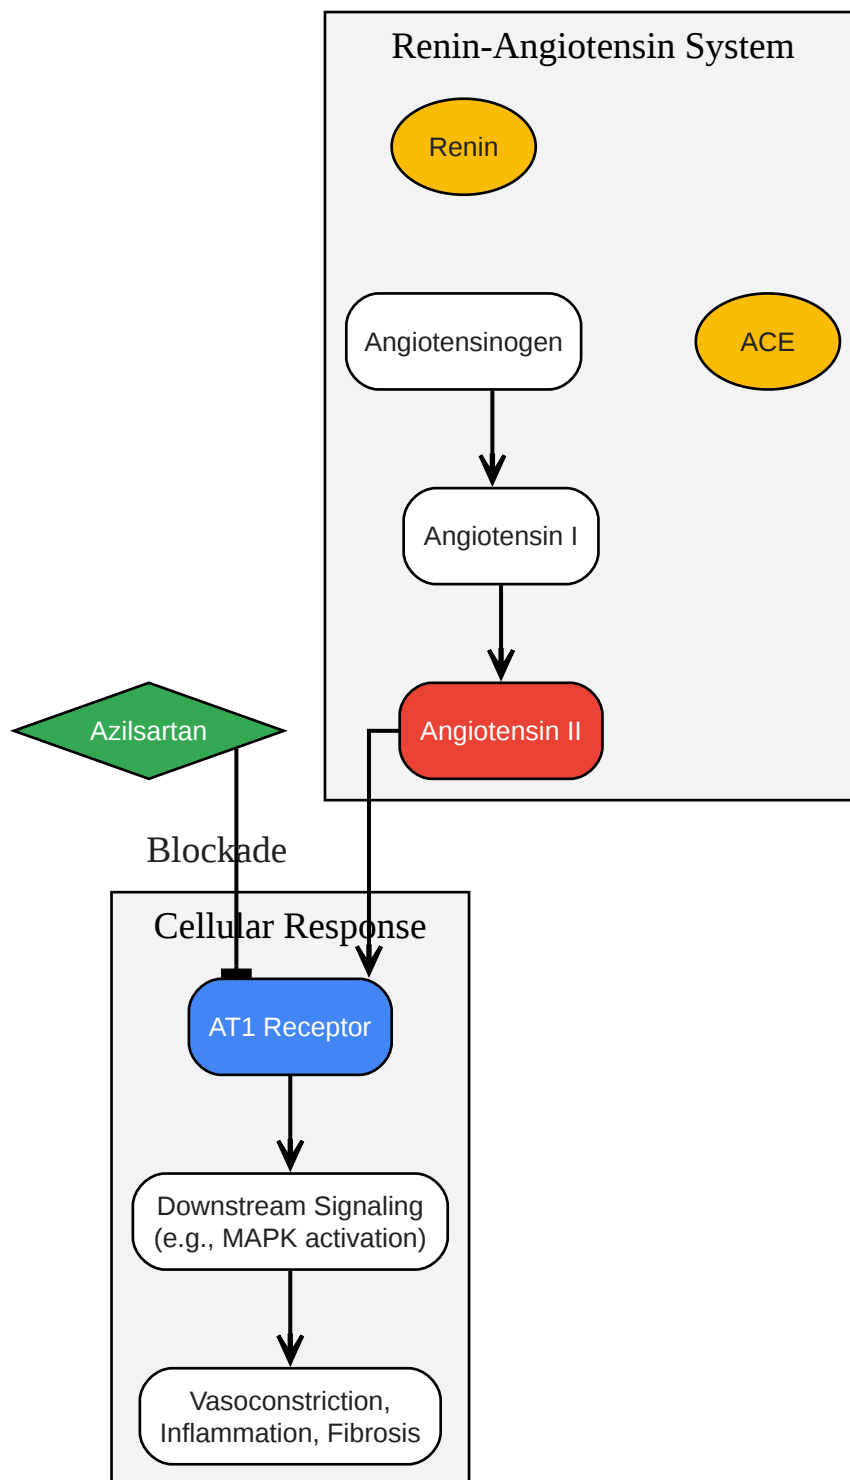 Renin-Angiotensin System
Renin
Angiotensinogen
ACE
Angiotensin I
Azilsartan
Angiotensin II
Blockade
Cellular Response
AT1 Receptor
Downstream Signaling
(e.g., MAPK activation)
Vasoconstriction,
Inflammation, Fibrosis